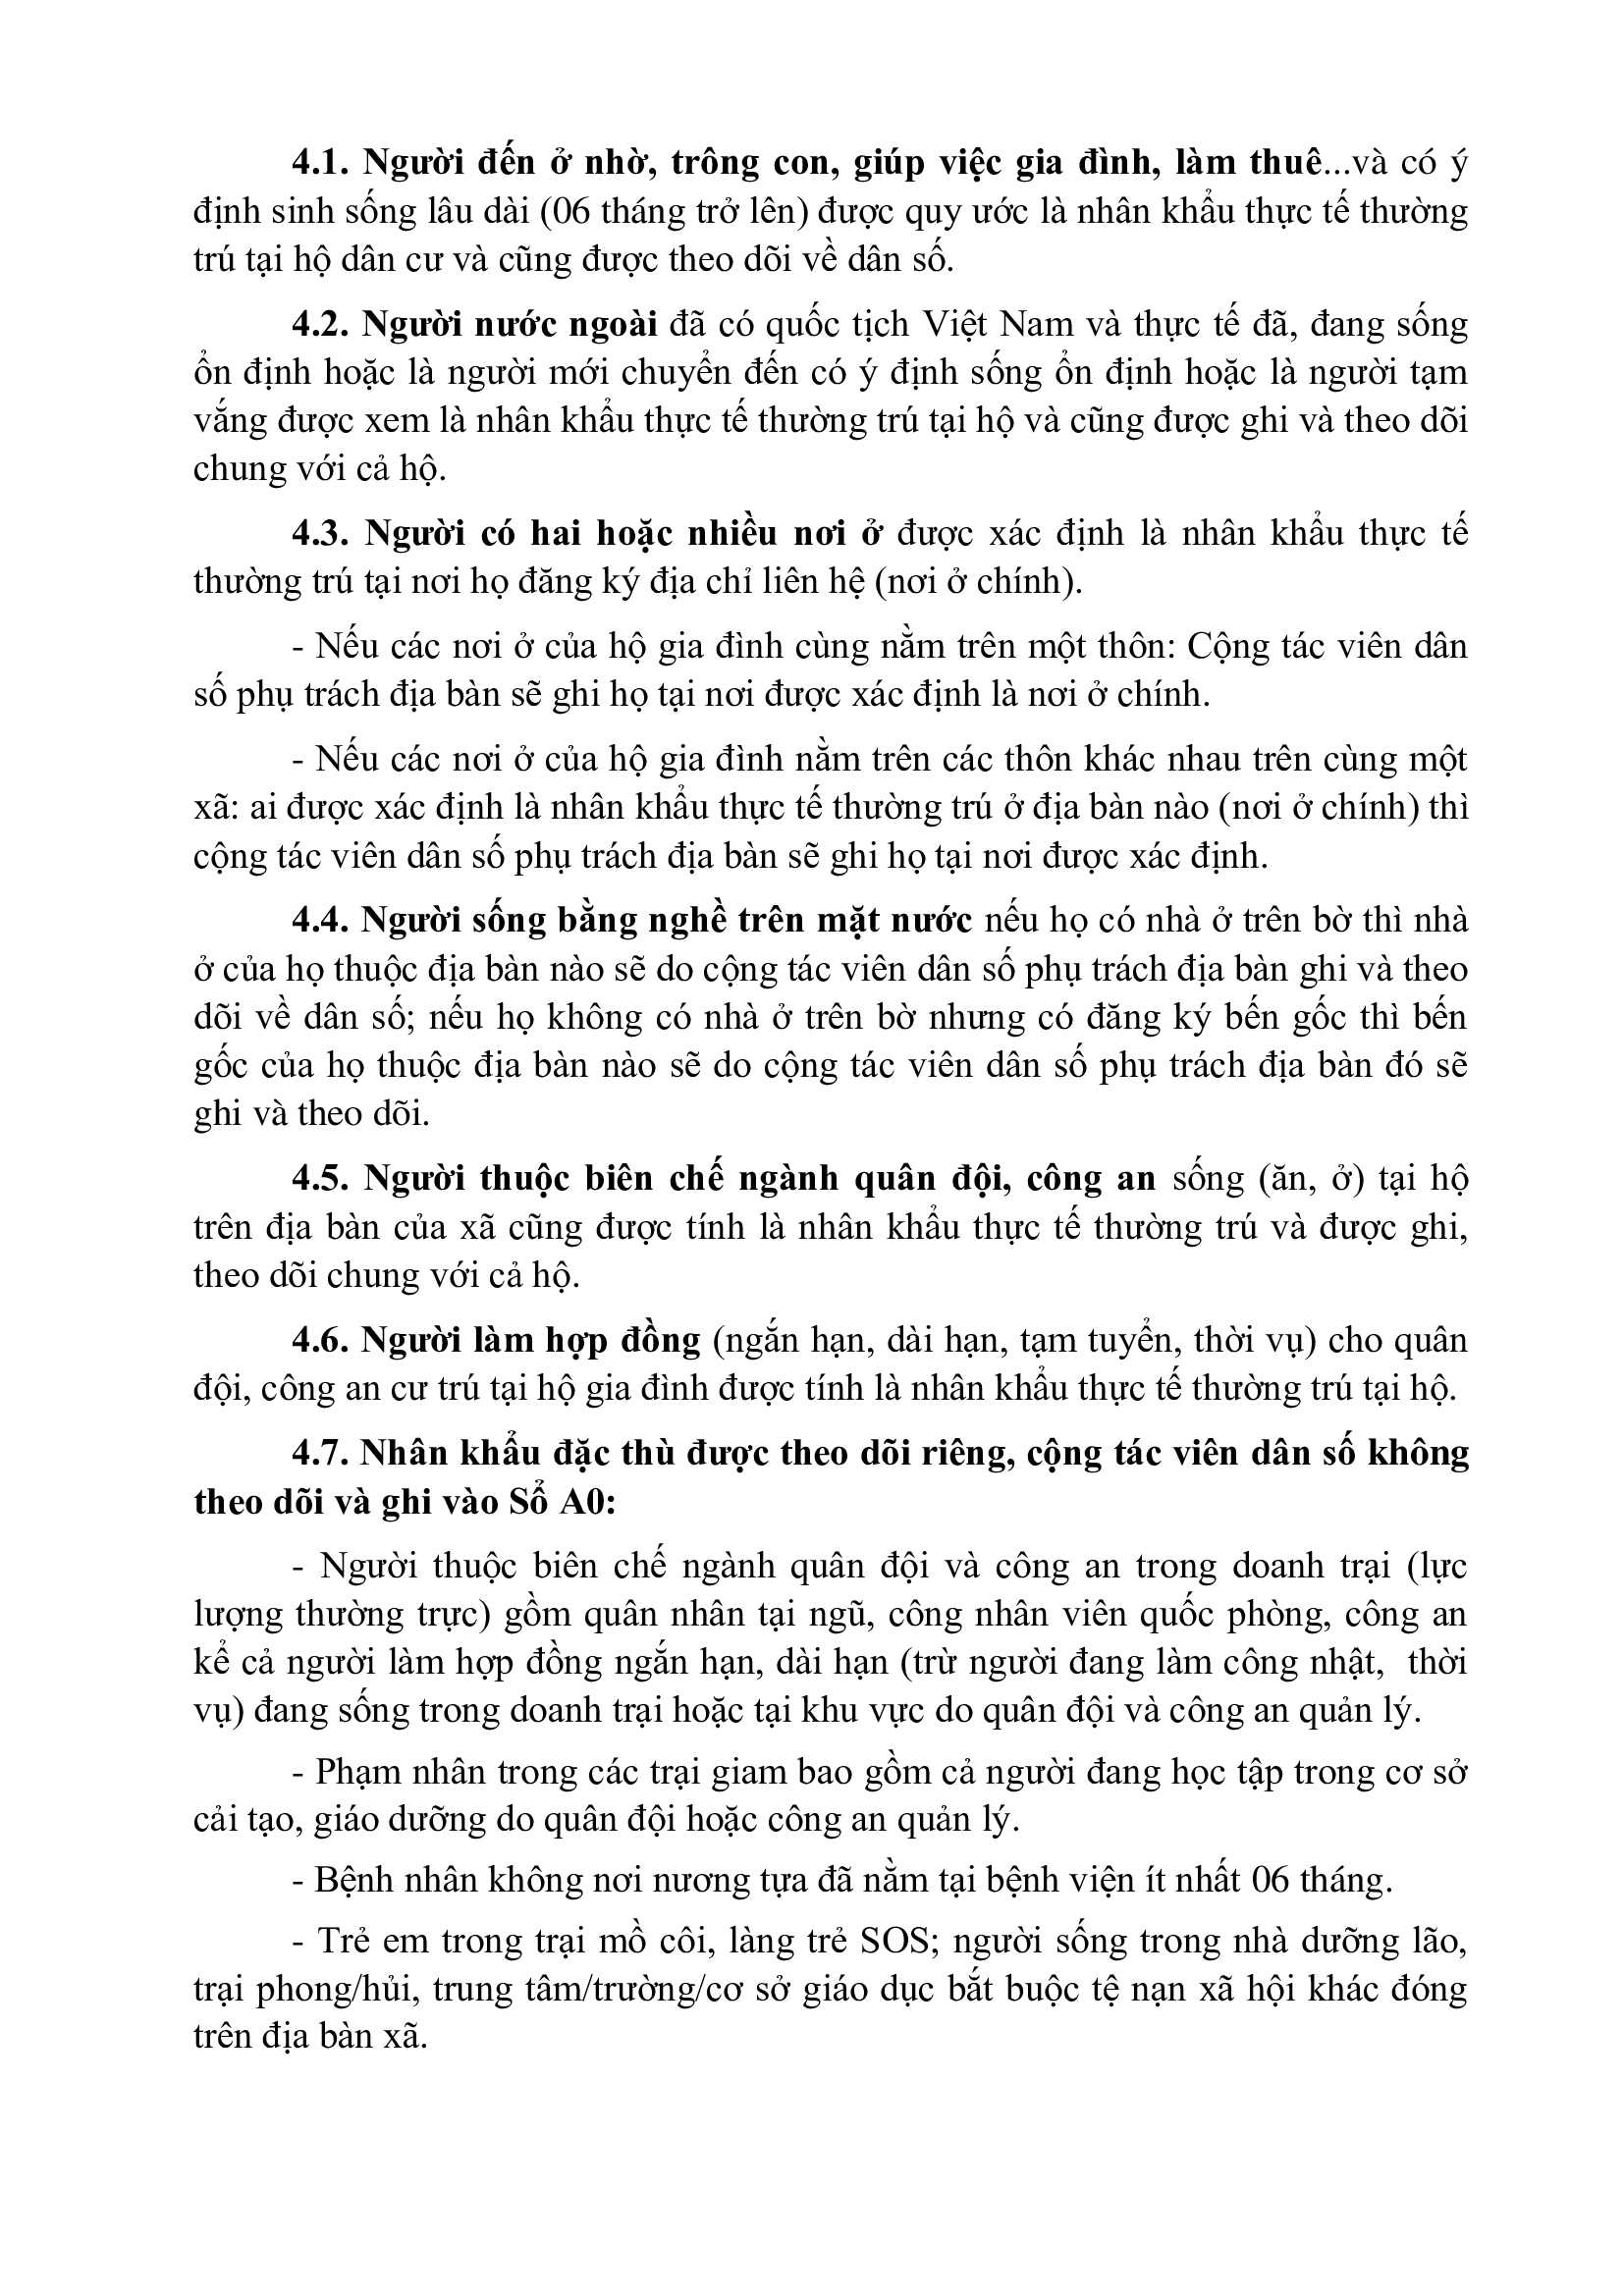 4.1. Người đến ở nhờ, trông con, giúp việc gia đình, làm thuê...và có ý
định sinh sống lâu dài (06 tháng trở lên) được quy ước là nhân khẩu thực tế thường
trú tại hộ dân cư và cũng được theo dõi về dân số.
4.2. Người nước ngoài đã có quốc tịch Việt Nam và thực tế đã, đang sống
ổn định hoặc là người mới chuyển đến có ý định sống ổn định hoặc là người tạm
vắng được xem là nhân khẩu thực tế thường trú tại hộ và cũng được ghi và theo dõi
chung với cả hộ.
4.3. Người có hai hoặc nhiều nơi ở được xác định là nhân khẩu thực tế
thường trú tại nơi họ đăng ký địa chỉ liên hệ (nơi ở chính).
- Nếu các nơi ở của hộ gia đình cùng nằm trên một thôn: Cộng tác viên dân
số phụ trách địa bàn sẽ ghi họ tại nơi được xác định là nơi ở chính.
- Nếu các nơi ở của hộ gia đình nằm trên các thôn khác nhau trên cùng một
xã: ai được xác định là nhân khẩu thực tế thường trú ở địa bàn nào (nơi ở chính) thì
cộng tác viên dân số phụ trách địa bàn sẽ ghi họ tại nơi được xác định.
4.4. Người sống bằng nghề trên mặt nước nếu họ có nhà ở trên bờ thì nhà
ở của họ thuộc địa bàn nào sẽ do cộng tác viên dân số phụ trách địa bàn ghi và theo
dõi về dân số; nếu họ không có nhà ở trên bờ nhưng có đăng ký bến gốc thì bến
gốc của họ thuộc địa bàn nào sẽ do cộng tác viên dân số phụ trách địa bàn đó sẽ
ghi và theo dõi.
4.5. Người thuộc biên chế ngành quân đội, công an sống (ăn, ở) tại hộ
trên địa bàn của xã cũng được tính là nhân khẩu thực tế thường trú và được ghi,
theo dõi chung với cả hộ.
4.6. Người làm hợp đồng (ngắn hạn, dài hạn, tạm tuyển, thời vụ) cho quân
đội, công an cư trú tại hộ gia đình được tính là nhân khẩu thực tế thường trú tại hộ.
4.7. Nhân khẩu đặc thù được theo dõi riêng, cộng tác viên dân số không
theo dõi và ghi vào Sổ A0:
- Người thuộc biên chế ngành quân đội và công an trong doanh trại (lực
lượng thường trực) gồm quân nhân tại ngũ, công nhân viên quốc phòng, công an
kể cả người làm hợp đồng ngắn hạn, dài hạn (trừ người đang làm công nhật, thời
vụ) đang sống trong doanh trại hoặc tại khu vực do quân đội và công an quản lý.
- Phạm nhân trong các trại giam bao gồm cả người đang học tập trong cơ sở
cải tạo, giáo dưỡng do quân đội hoặc công an quản lý.
- Bệnh nhân không nơi nương tựa đã nằm tại bệnh viện ít nhất 06 tháng.
- Trẻ em trong trại mồ côi, làng trẻ SOS; người sống trong nhà dưỡng lão,
trại phong/hủi, trung tâm/trường/cơ sở giáo dục bắt buộc tệ nạn xã hội khác đóng
trên địa bàn xã.